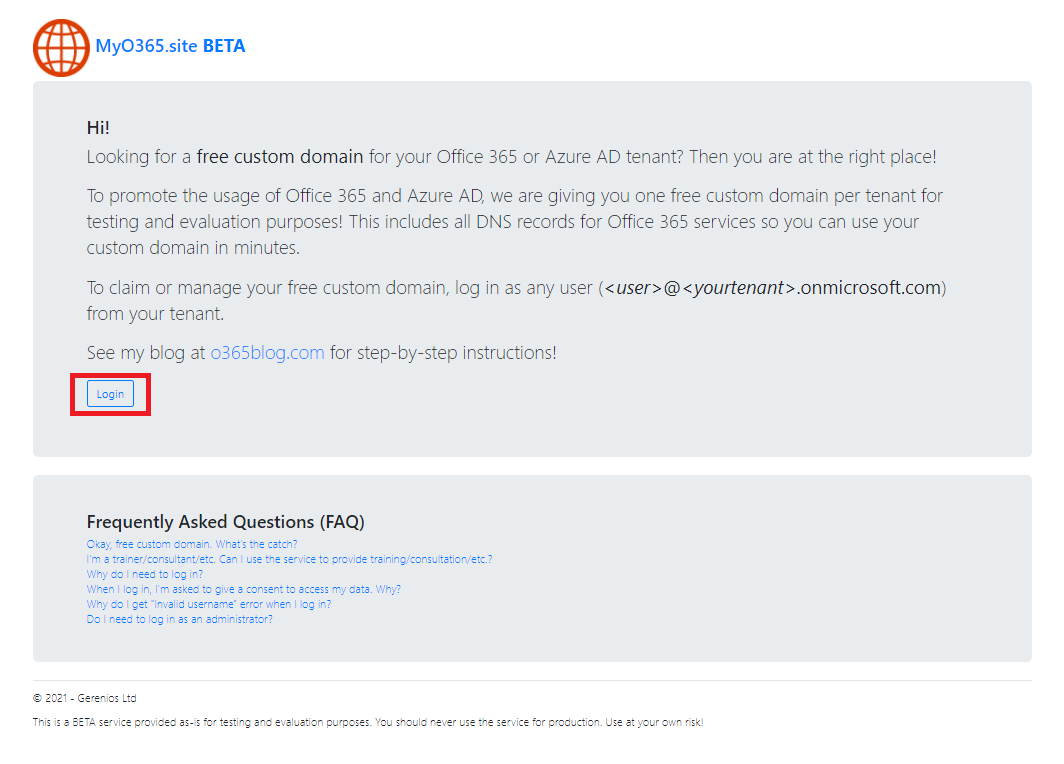 MyO365.site BETA
Hi!
Looking for a free custom domain for your Office 365 or Azure AD tenant? Then you are at the right place!
To promote the usage of Office 365 and Azure AD, we are giving you one free custom domain per tenant for
testing and evaluation purposes! This includes all DNS records for Office 365 services so you can use your
custom domain in minutes.
To claim or manage your free custom domain, log in as any user (<user>@<yourtenant>.onmicrosoft.com)
from your tenant.
See my blog at o365blog.com for step-by-step instructions!
Login
Frequently Asked Questions (FAQ)
Okay, free custom domain. What's the catch?
I'm a trainer/consultant/etc. Can I use the service to provide training/consultation/etc.?
Why do I need to log in?
When I log in, I'm asked to give a consent to access my data. Why?
Why do I get "Invalid username" error when I log in?
Do I need to log in as an administrator?
© 2021 - Gerenios Ltd
This is a BETA service provided as-is for testing and evaluation purposes. You should never use the service for production. Use at your own risk!